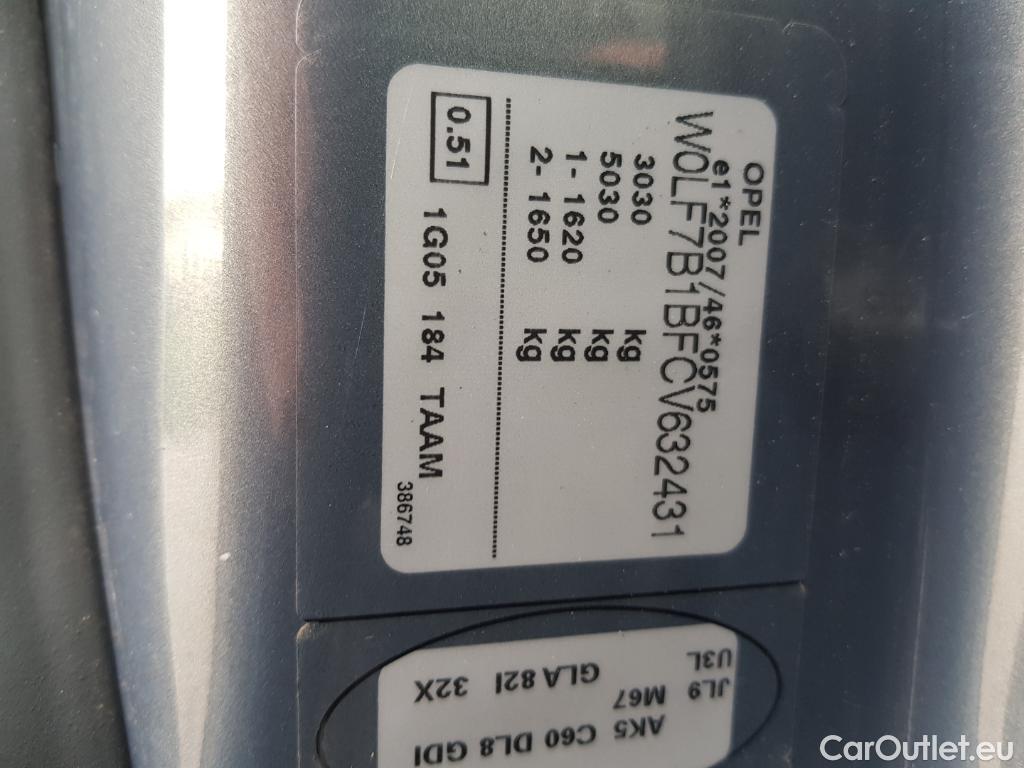 OPEL
e1*2007/46*0575
W0LF7B1BFCV632431
3030 kg
5030 kg
1- 1620 kg
2- 1650 kg
0.51 1G05 184 TAAM
386748
AK5 C60 DL8 GDI
JL9 M67
GLA 82I 32X
U3L
CarOutlet.eu